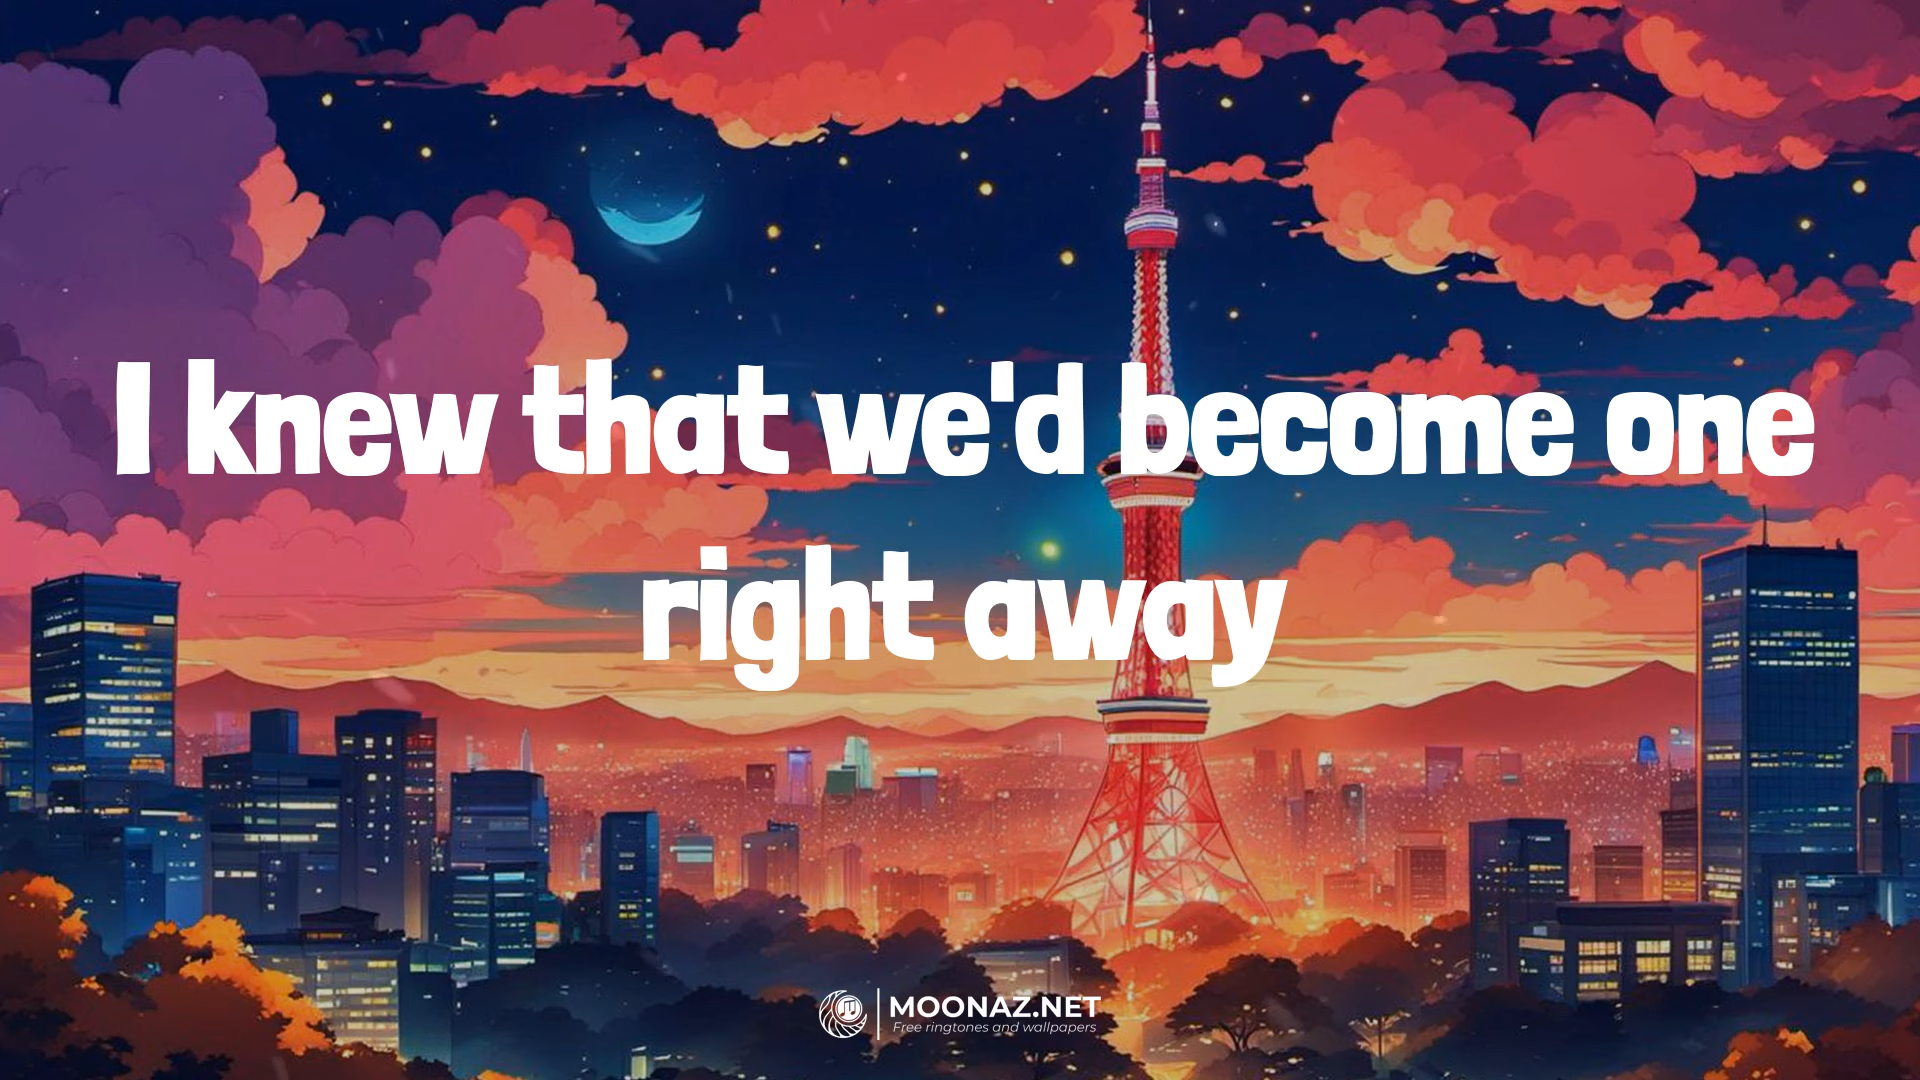 I knew that we'd become one
right away
MOONAZ.NET
Free ringtones and wallpapers